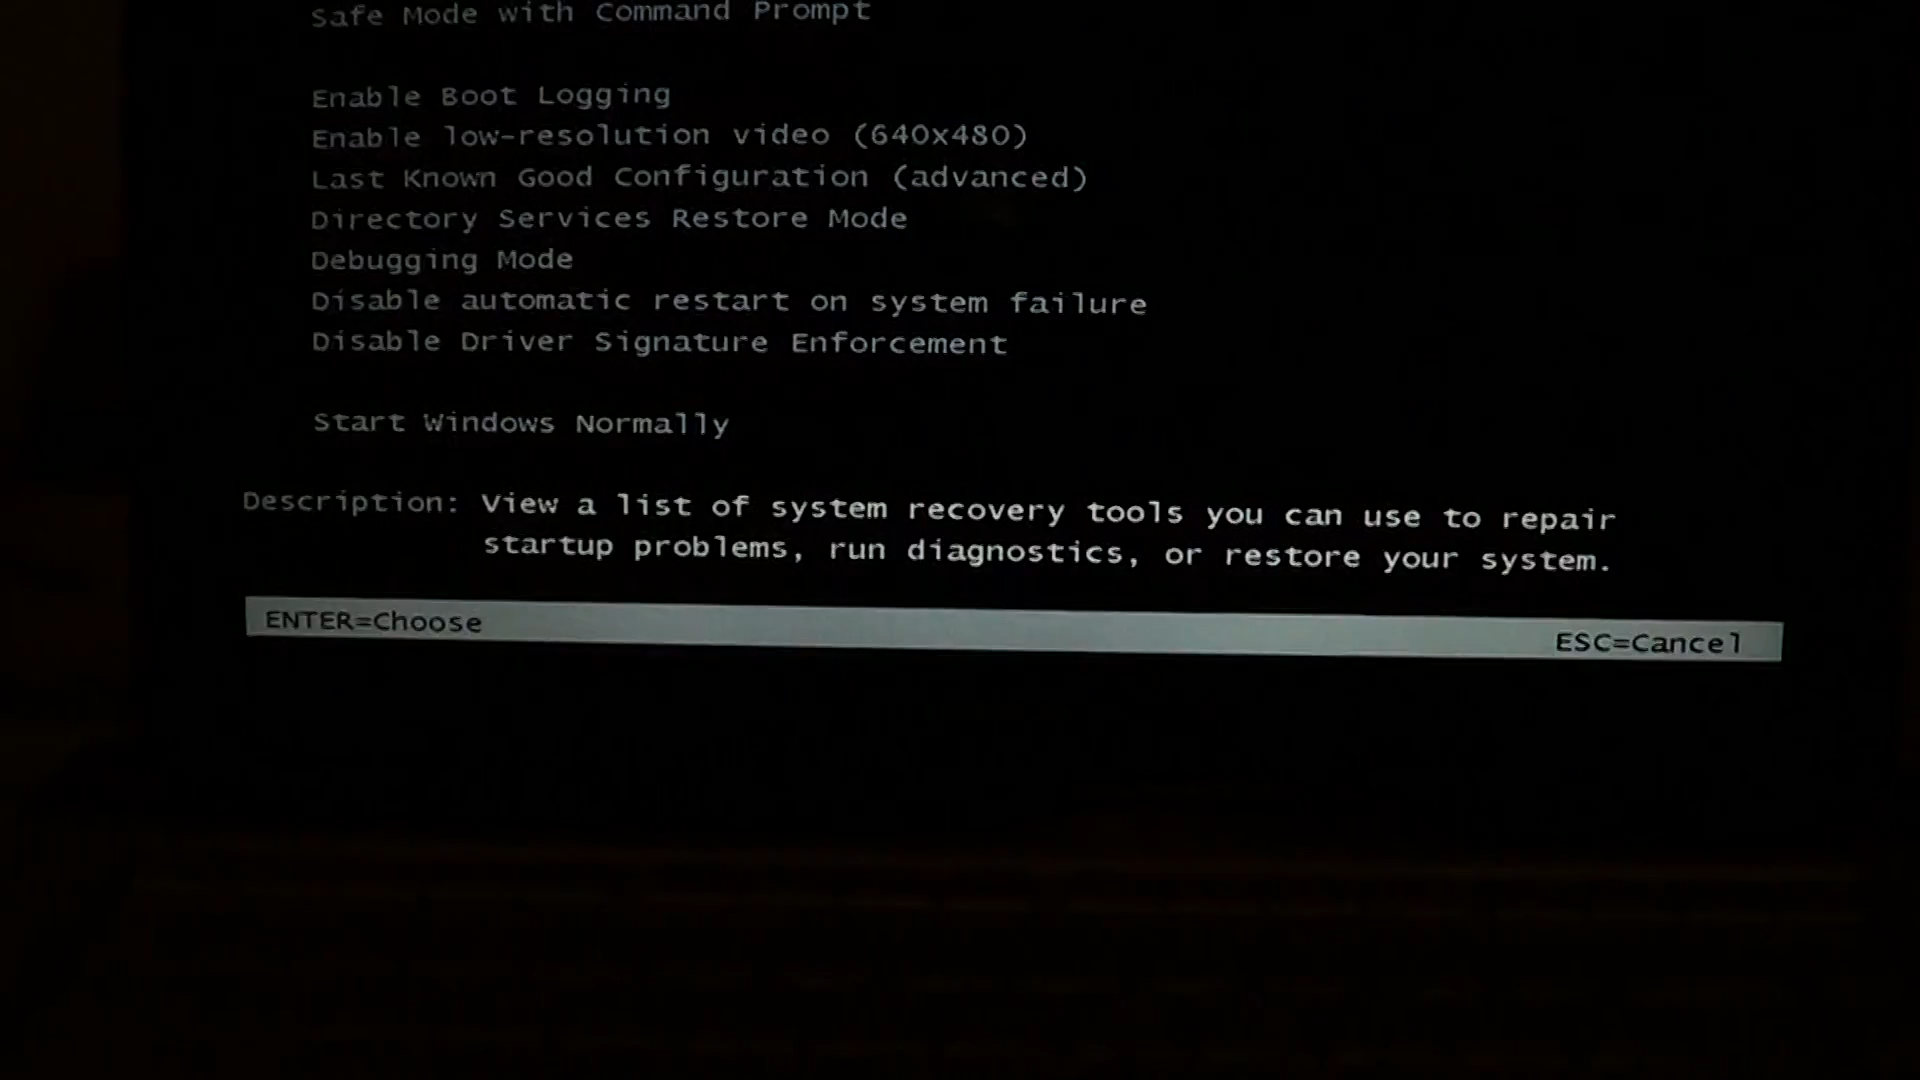 Safe Mode with Command Prompt
Enable Boot Logging
Enable low-resolution video (640x480)
Last Known Good Configuration (advanced)
Directory Services Restore Mode
Debugging Mode
Disable automatic restart on system failure
Disable Driver Signature Enforcement
Start Windows Normally
Description: View a list of system recovery tools you can use to repair
startup problems, run diagnostics, or restore your system.
ENTER=Choose ESC=Cancel